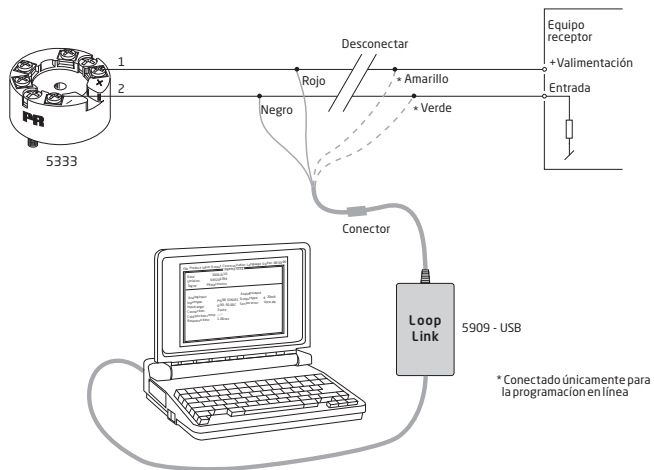 Equipo
receptor
Desconectar
1
+Valimentación
Rojo
* Amarillo
2
Entrada
Negro
* Verde
PR
5333
Conector
Loop
Link
5909 - USB
* Conectado únicamente para
la programacíon en línea